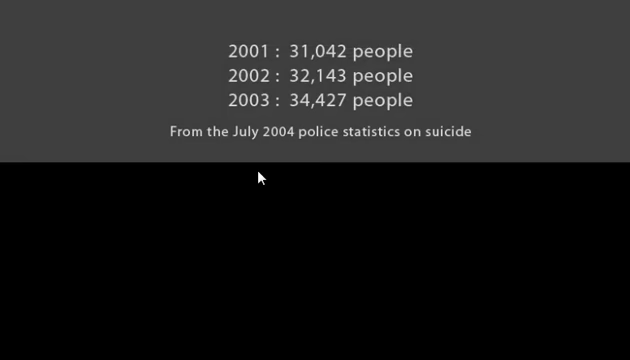 2001 : 31,042 people
2002 : 32,143 people
2003 : 34,427 people
From the July 2004 police statistics on suicide